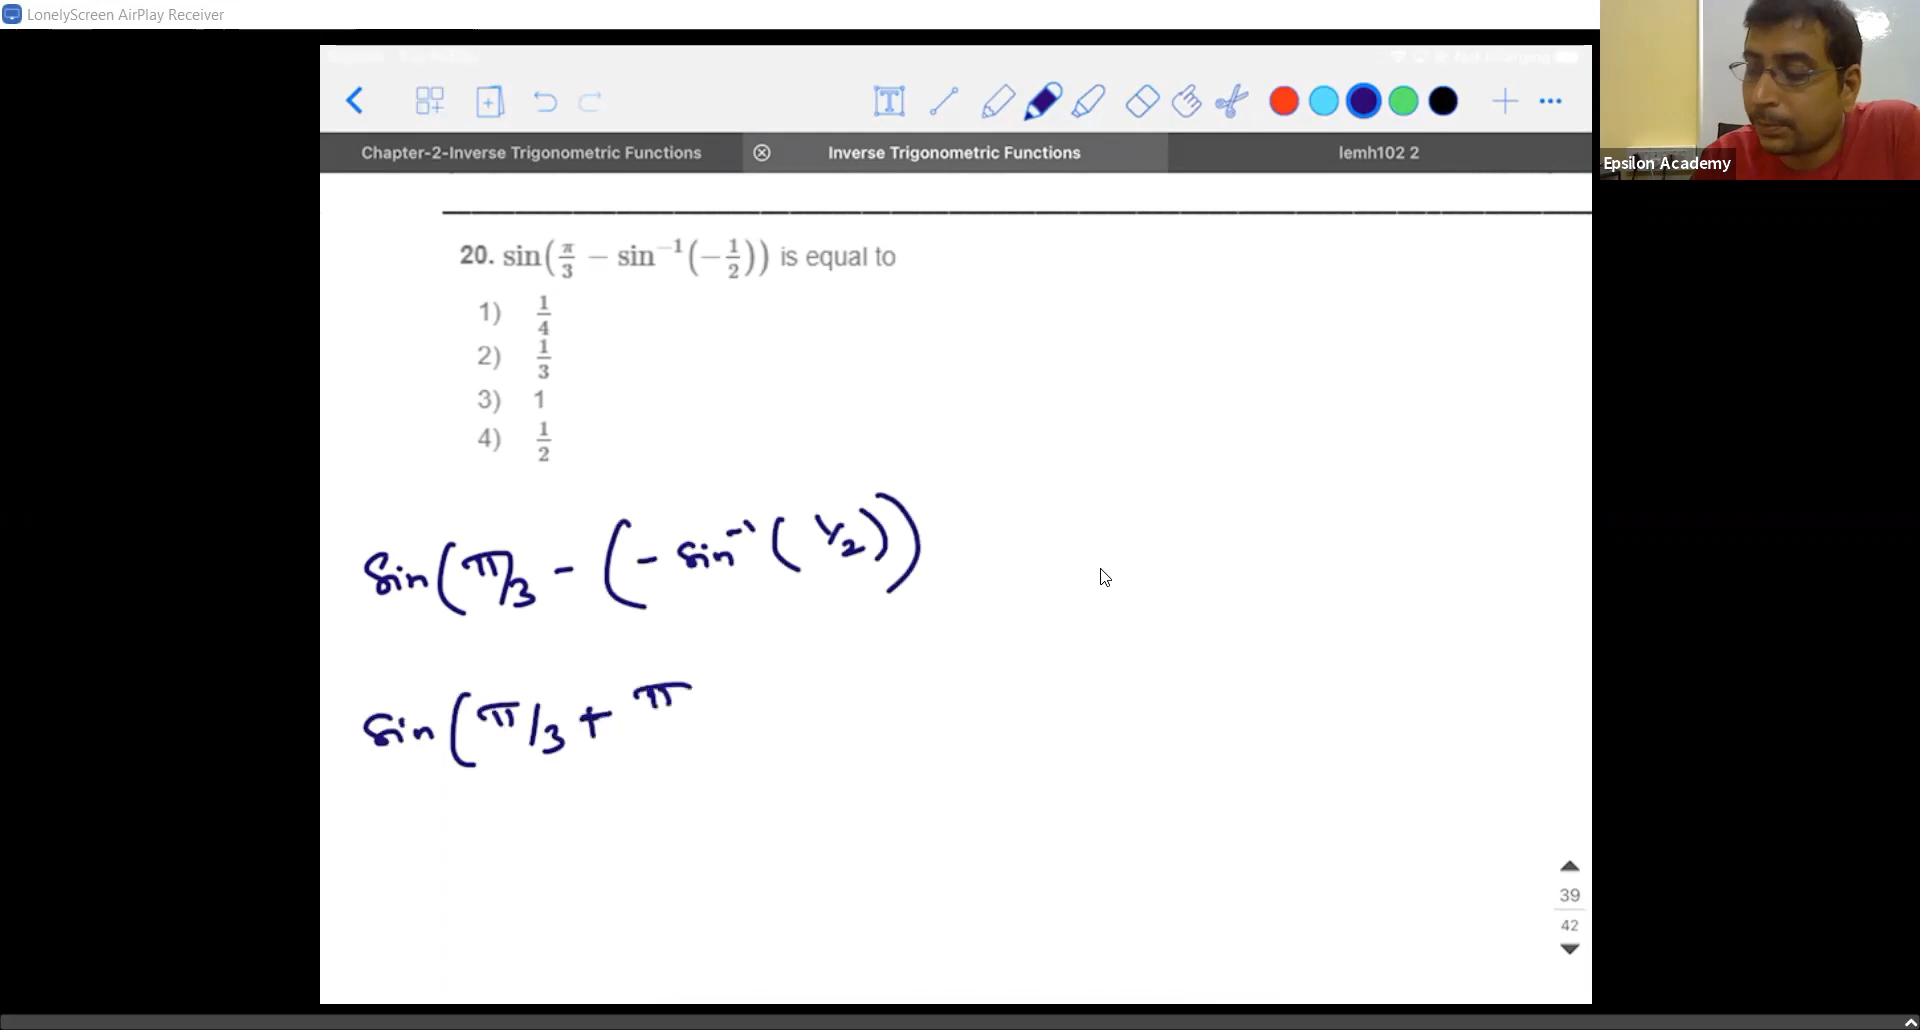 LonelyScreen AirPlay Receiver
Chapter-2-Inverse Trigonometric Functions
Inverse Trigonometric Functions
lemh102 2
Epsilon Academy
20. sin(π/3 − sin⁻¹(−1/2)) is equal to
1) 1/4
2) 1/3
3) 1
4) 1/2
Sin(π/3 - (- sin⁻¹(1/2))
Sin(π/3 + π
39
42